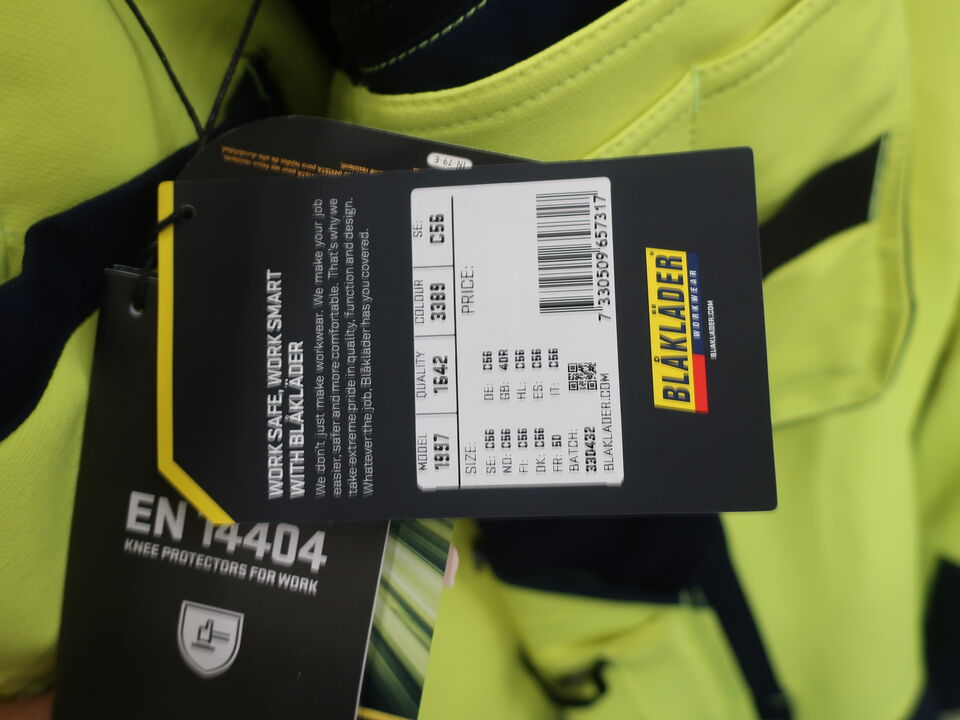 WORK SAFE, WORK SMART
WITH BLÅKLÄDER
We don't just make workwear. We make your job
easier, safer and more comfortable. That's why we
take extreme pride in quality, function and design.
Whatever the job, Blåkläder has you covered.
MODEL QUALITY COLOUR SE:
1997 1642 3389 C56
SIZE: PRICE:
SE: C56 DE: C56
NO: C56 GB: 40R
FI: C56 NL: C56
DK: C56 ES: C56
FR: 50 IT: C56
BATCH:
330432
BLAKLADER.COM
7 330509 657317
BLÅKLÄDER
WORKWEAR
BLAKLADER.COM
EN 14404
KNEE PROTECTORS FOR WORK
IN-79-E